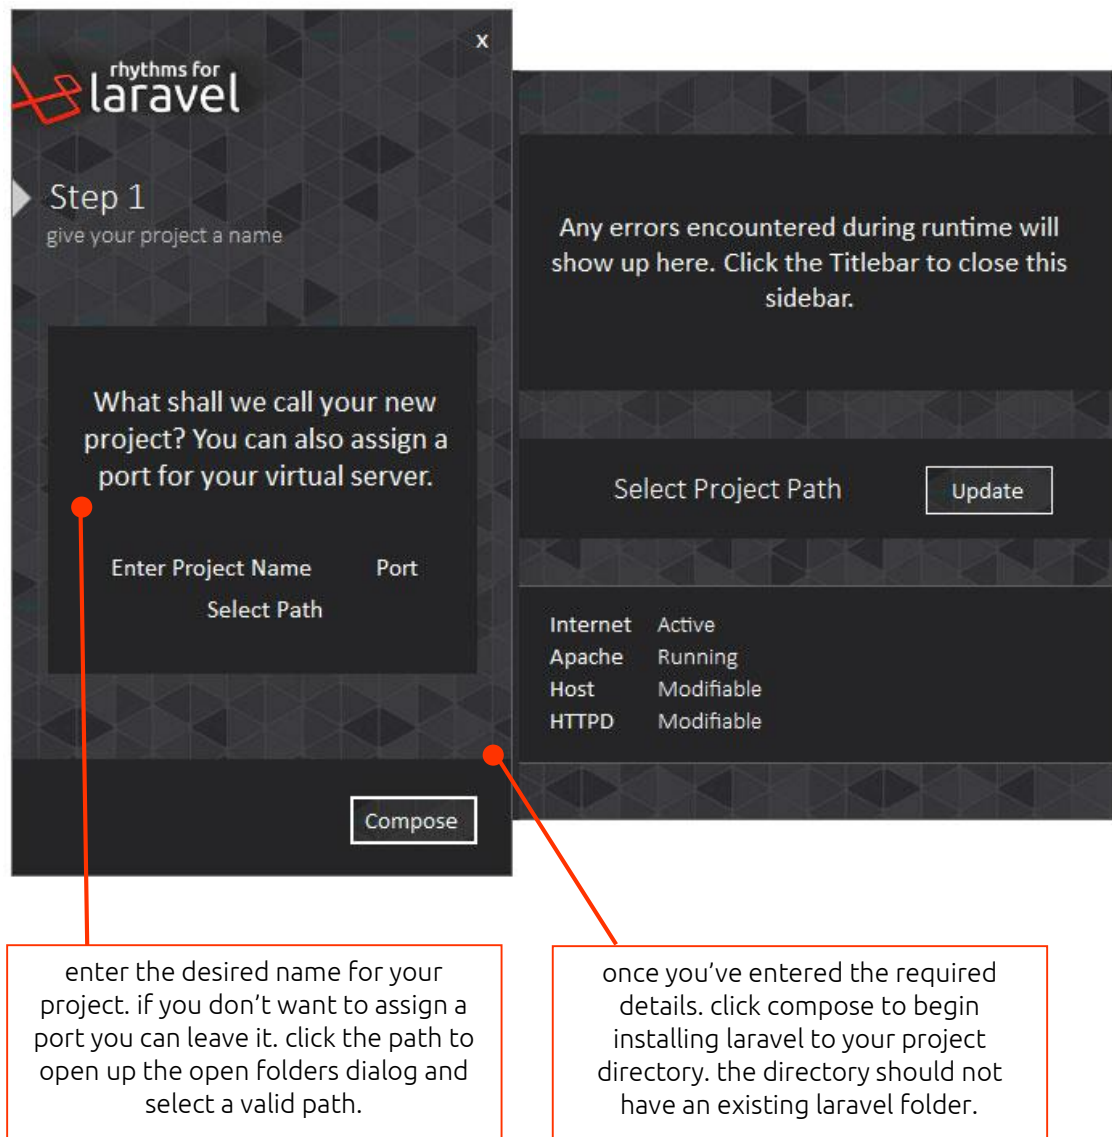 x
rhythms for
laravel
Step 1
give your project a name
What shall we call your new
project? You can also assign a
port for your virtual server.
Enter Project Name Port
Select Path
Compose
Any errors encountered during runtime will
show up here. Click the Titlebar to close this
sidebar.
Select Project Path Update
Internet Active
Apache Running
Host Modifiable
HTTPD Modifiable
enter the desired name for your
project. if you don’t want to assign a
port you can leave it. click the path to
open up the open folders dialog and
select a valid path.
once you’ve entered the required
details. click compose to begin
installing laravel to your project
directory. the directory should not
have an existing laravel folder.